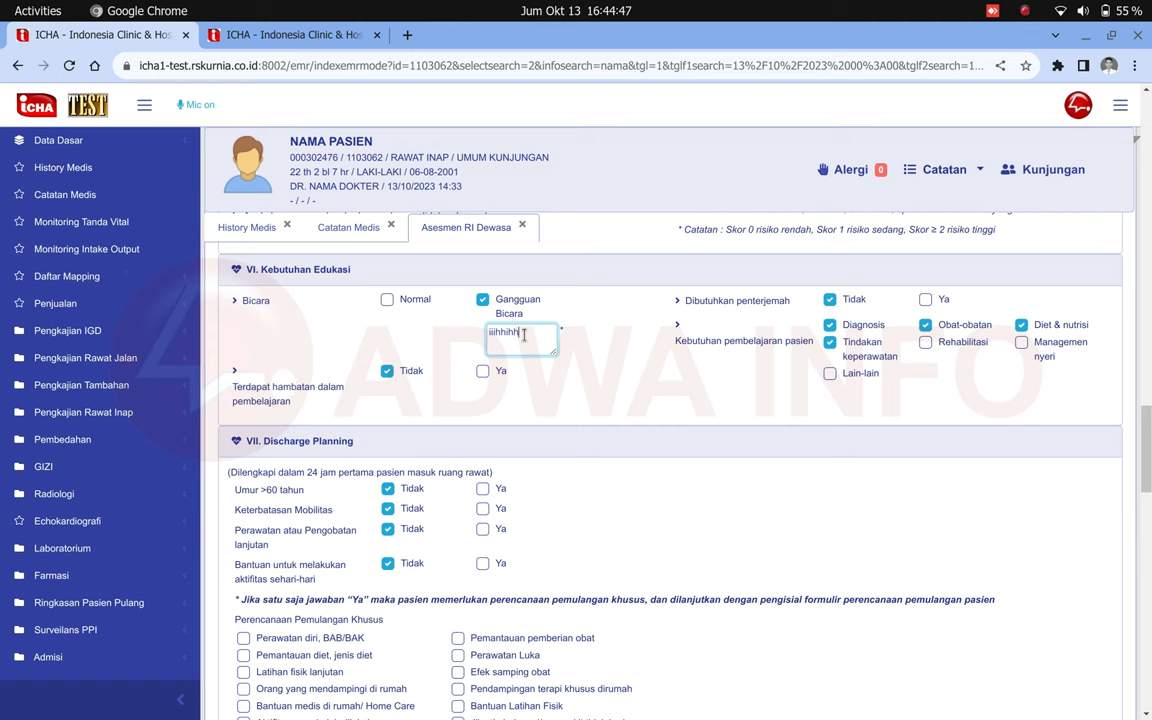 Activities
Google Chrome
Jum Okt 13 16:44:47
55 %
ICHA - Indonesia Clinic & Hos
ICHA - Indonesia Clinic & Hos
icha1-test.rskurnia.co.id:8002/emr/indexemrmode?id=1103062&selectsearch=2&infosearch=nama&tgl=1&tglf1search=13%2F10%2F2023%2000%3A00&tglf2search=1...
iCHA TEST
Mic on
Data Dasar
History Medis
Catatan Medis
Monitoring Tanda Vital
Monitoring Intake Output
Daftar Mapping
Penjualan
Pengkajian IGD
Pengkajian Rawat Jalan
Pengkajian Tambahan
Pengkajian Rawat Inap
Pembedahan
GIZI
Radiologi
Echokardiografi
Laboratorium
Farmasi
Ringkasan Pasien Pulang
Surveilans PPI
Admisi
NAMA PASIEN
000302476 / 1103062 / RAWAT INAP / UMUM KUNJUNGAN
22 th 2 bl 7 hr / LAKI-LAKI / 06-08-2001
DR. NAMA DOKTER / 13/10/2023 14:33
- / - / -
Alergi 0
Catatan
Kunjungan
History Medis
Catatan Medis
Asesmen RI Dewasa
* Catatan : Skor 0 risiko rendah, Skor 1 risiko sedang, Skor ≥ 2 risiko tinggi
VI. Kebutuhan Edukasi
Bicara
Normal
Gangguan
Bicara
iiihhihh
*
Terdapat hambatan dalam
pembelajaran
Tidak
Ya
Dibutuhkan penterjemah
Tidak
Ya
Kebutuhan pembelajaran pasien
Diagnosis
Obat-obatan
Diet & nutrisi
Tindakan
keperawatan
Rehabilitasi
Managemen
nyeri
Lain-lain
ADWA INFO
VII. Discharge Planning
(Dilengkapi dalam 24 jam pertama pasien masuk ruang rawat)
Umur >60 tahun
Tidak
Ya
Keterbatasan Mobilitas
Tidak
Ya
Perawatan atau Pengobatan
lanjutan
Tidak
Ya
Bantuan untuk melakukan
aktifitas sehari-hari
Tidak
Ya
* Jika satu saja jawaban “Ya” maka pasien memerlukan perencanaan pemulangan khusus, dan dilanjutkan dengan pengisial formulir perencanaan pemulangan pasien
Perencanaan Pemulangan Khusus
Perawatan diri, BAB/BAK
Pemantauan pemberian obat
Pemantauan diet, jenis diet
Perawatan Luka
Latihan fisik lanjutan
Efek samping obat
Orang yang mendampingi di rumah
Pendampingan terapi khusus dirumah
Bantuan medis di rumah/ Home Care
Bantuan Latihan Fisik